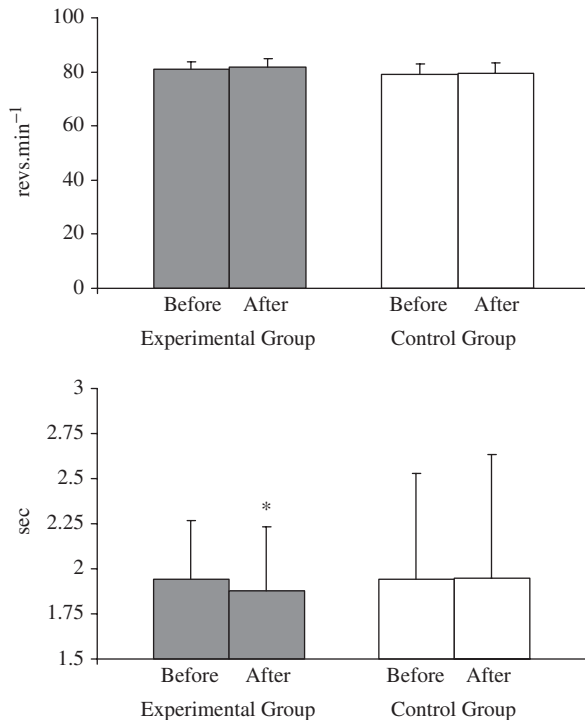 100
80
60
40
20
0
revs.min⁻¹
Before After Before After
Experimental Group Control Group
3
2.75
2.5
2.25
2
1.75
1.5
sec
*
Before After Before After
Experimental Group Control Group